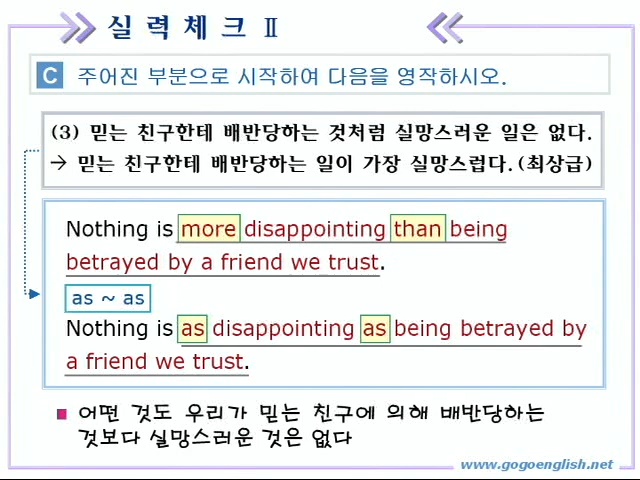 실 력 체 크 Ⅱ
C 주어진 부분으로 시작하여 다음을 영작하시오.
(3) 믿는 친구한테 배반당하는 것처럼 실망스러운 일은 없다.
→ 믿는 친구한테 배반당하는 일이 가장 실망스럽다.(최상급)
Nothing is more disappointing than being
betrayed by a friend we trust.
as ~ as
Nothing is as disappointing as being betrayed by
a friend we trust.
어떤 것도 우리가 믿는 친구에 의해 배반당하는
것보다 실망스러운 것은 없다
www.gogoenglish.net